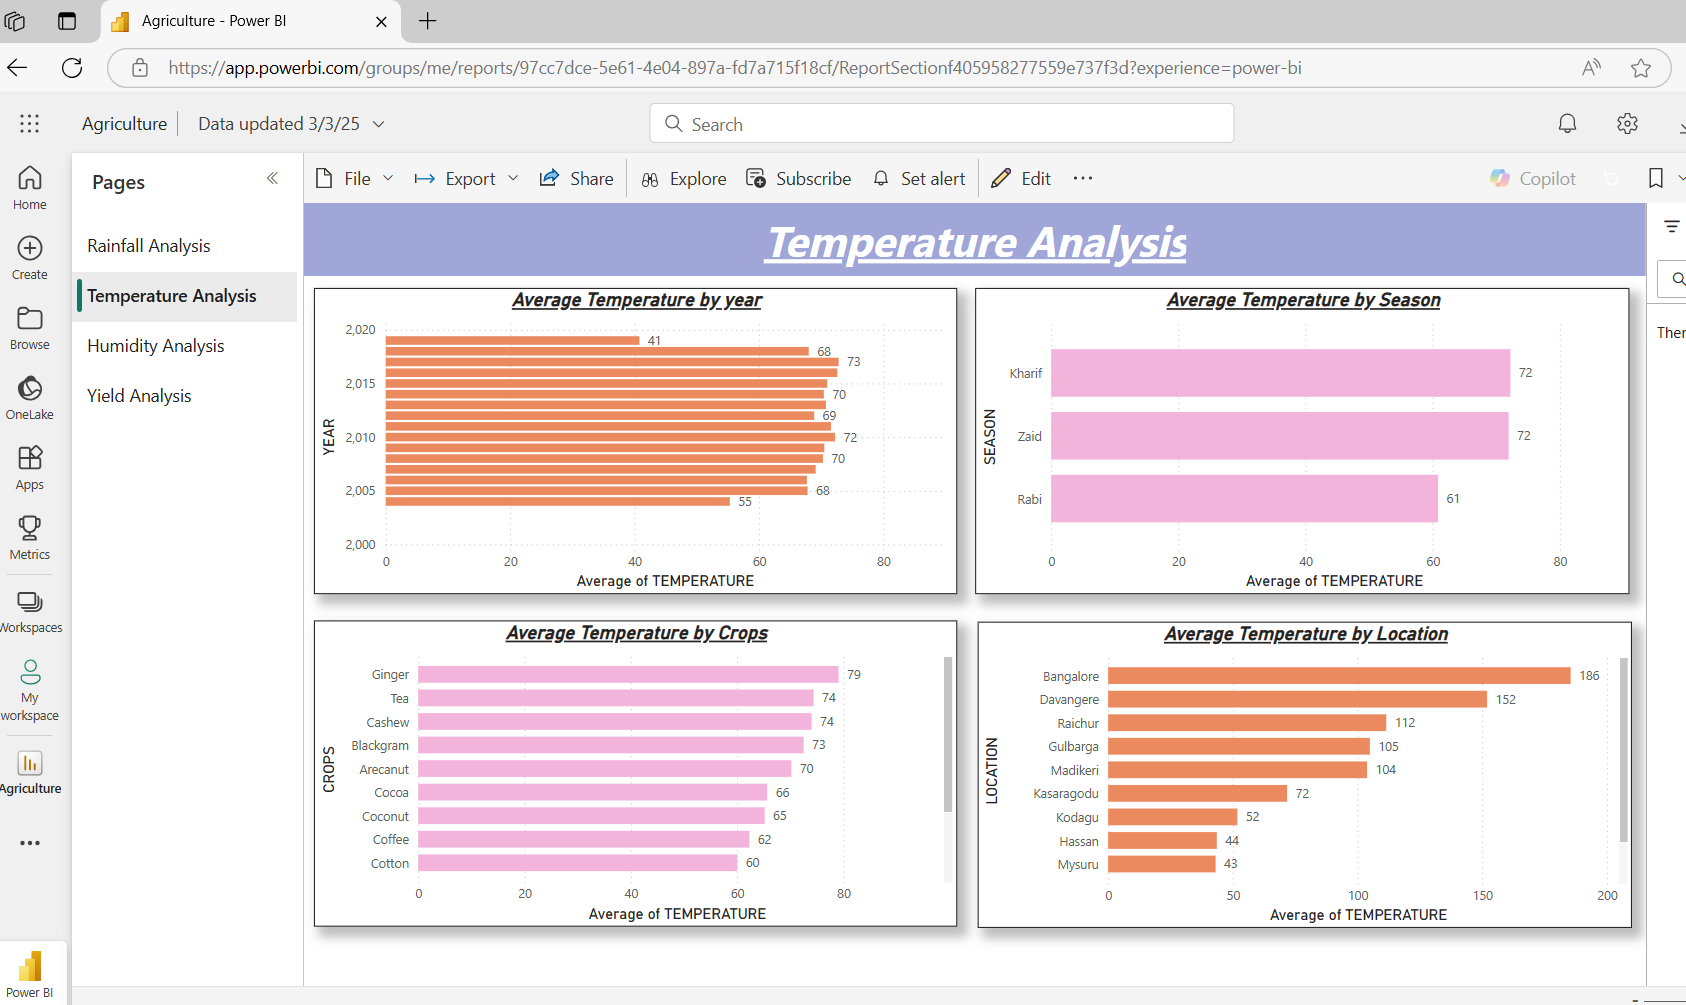 Agriculture - Power BI
https://app.powerbi.com/groups/me/reports/97cc7dce-5e61-4e04-897a-fd7a715f18cf/ReportSectionf405958277559e737f3d?experience=power-bi
Agriculture
Data updated 3/3/25
Search
Home
Create
Browse
OneLake
Apps
Metrics
Workspaces
My
workspace
Agriculture
Power BI
Pages
Rainfall Analysis
Temperature Analysis
Humidity Analysis
Yield Analysis
File
Export
Share
Explore
Subscribe
Set alert
Edit
Copilot
Temperature Analysis
Average Temperature by year
YEAR
2,020
2,015
2,010
2,005
2,000
41
68
73
70
69
72
70
68
55
0 20 40 60 80
Average of TEMPERATURE
Average Temperature by Season
SEASON
Kharif 72
Zaid 72
Rabi 61
0 20 40 60 80
Average of TEMPERATURE
Average Temperature by Crops
CROPS
Ginger 79
Tea 74
Cashew 74
Blackgram 73
Arecanut 70
Cocoa 66
Coconut 65
Coffee 62
Cotton 60
0 20 40 60 80
Average of TEMPERATURE
Average Temperature by Location
LOCATION
Bangalore 186
Davangere 152
Raichur 112
Gulbarga 105
Madikeri 104
Kasaragodu 72
Kodagu 52
Hassan 44
Mysuru 43
0 50 100 150 200
Average of TEMPERATURE
Ther